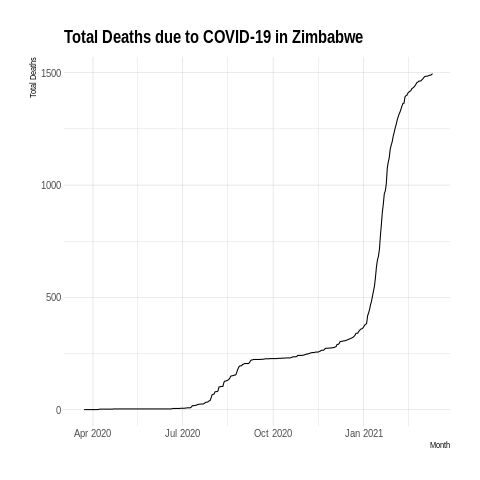 Total Deaths due to COVID-19 in Zimbabwe
Total Deaths
1500
1000
500
0
Apr 2020
Jul 2020
Oct 2020
Jan 2021
Month